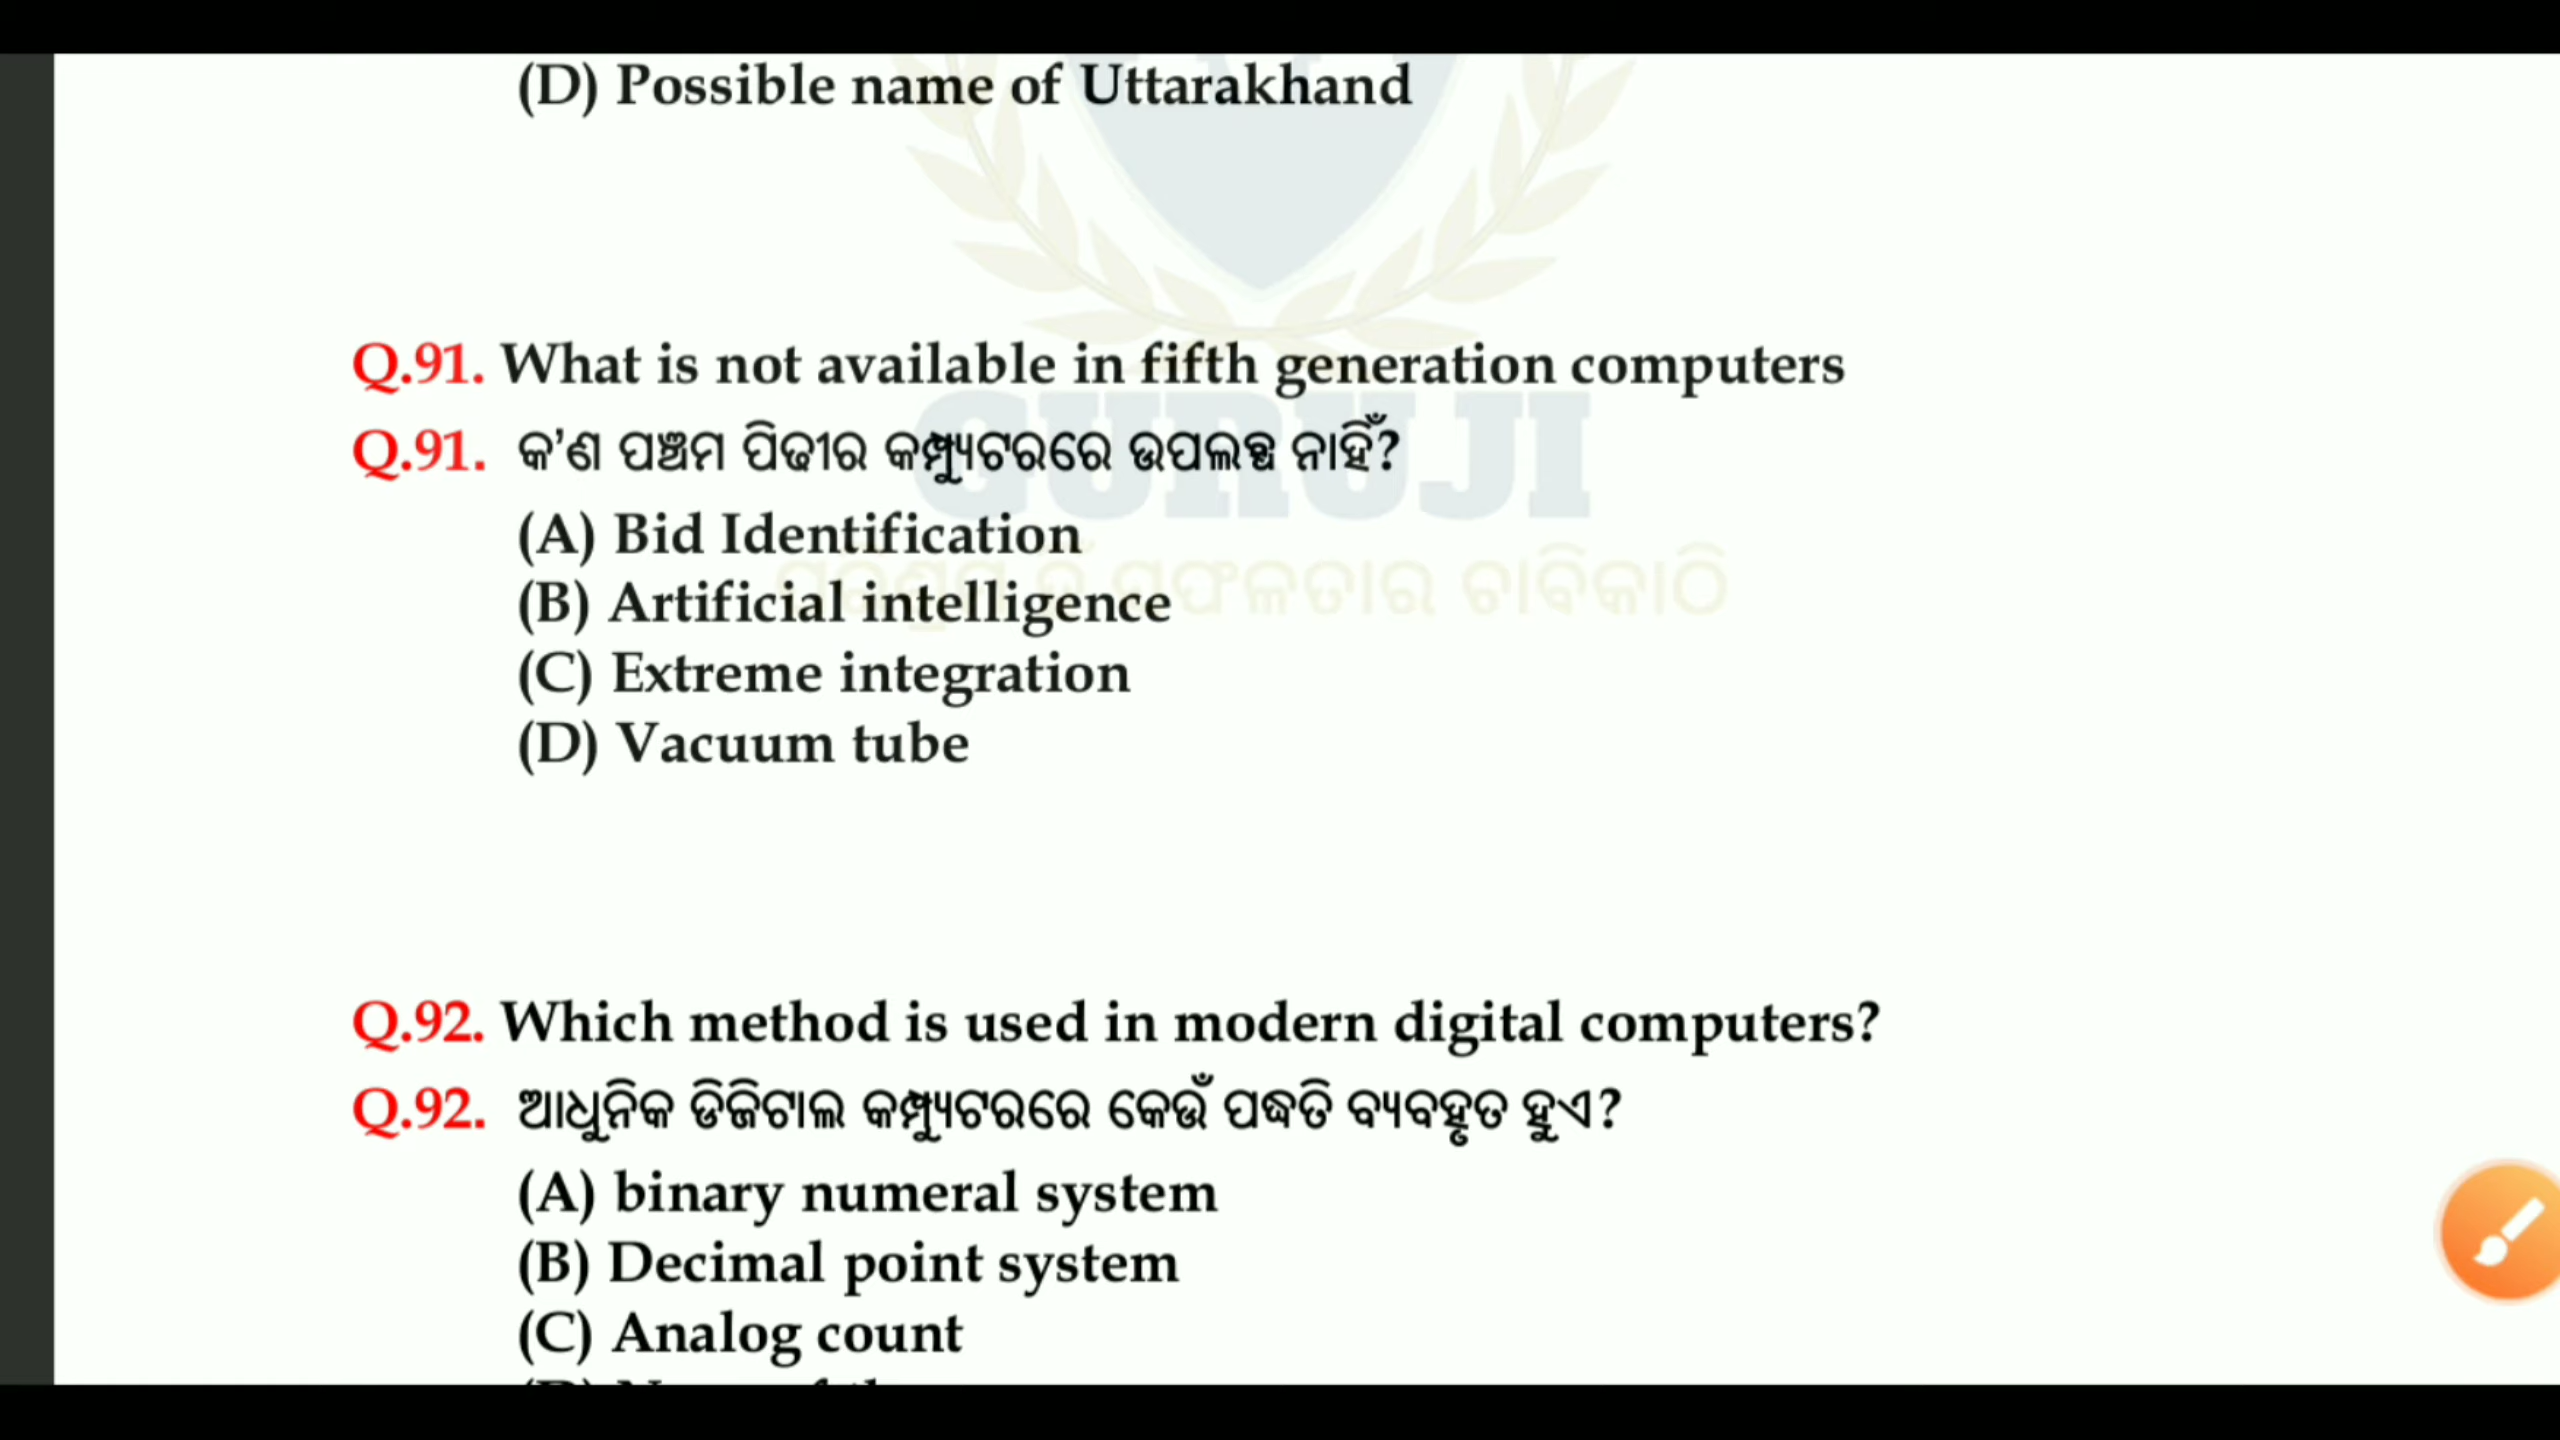 (D) Possible name of Uttarakhand
Q.91. What is not available in fifth generation computers
Q.91. କ'ଣ ପଞ୍ଚମ ପିଢୀର କମ୍ପ୍ୟୁଟରରେ ଉପଲବ୍ଧ ନାହିଁ?
GURUJI
(A) Bid Identification
ସଫଳତାର ଚାବିକାଠି
(B) Artificial intelligence
(C) Extreme integration
(D) Vacuum tube
Q.92. Which method is used in modern digital computers?
Q.92. ଆଧୁନିକ ଡିଜିଟାଲ କମ୍ପ୍ୟୁଟରରେ କେଉଁ ପଦ୍ଧତି ବ୍ୟବହୃତ ହୁଏ?
(A) binary numeral system
(B) Decimal point system
(C) Analog count